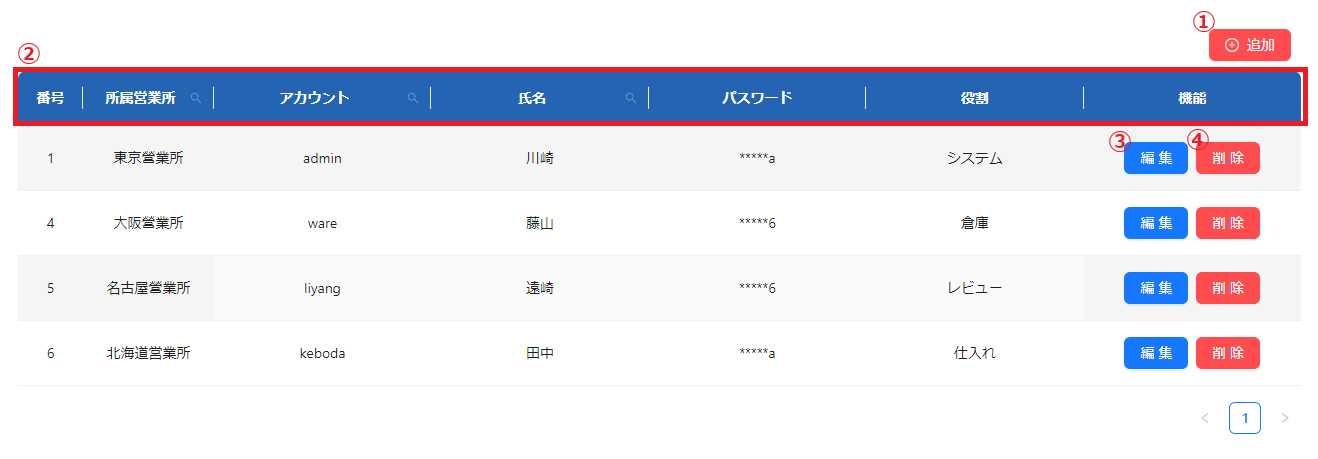 ①
追加
②
番号 所属営業所 アカウント 氏名 パスワード 役割 機能
③ ④
1 東京営業所 admin 川崎 *****a システム 編 集 削 除
4 大阪営業所 ware 藤山 *****6 倉庫 編 集 削 除
5 名古屋営業所 liyang 遠崎 *****6 レビュー 編 集 削 除
6 北海道営業所 keboda 田中 *****a 仕入れ 編 集 削 除
< 1 >